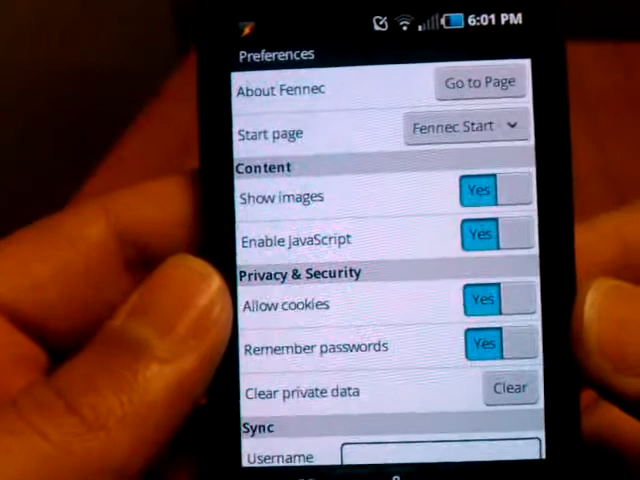 6:01 PM
Preferences
About Fennec Go to Page
Start page Fennec Start
Content
Show images Yes
Enable JavaScript Yes
Privacy & Security
Allow cookies Yes
Remember passwords Yes
Clear private data Clear
Sync
Username